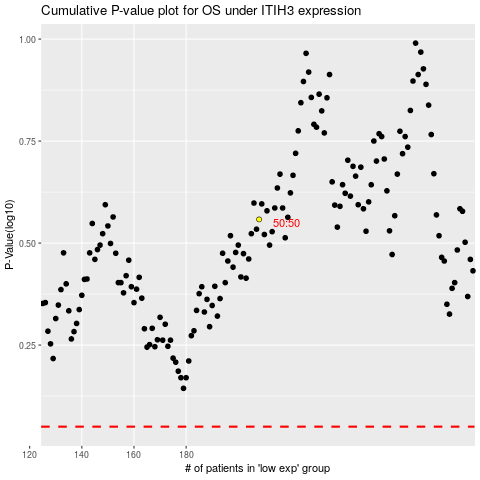 Cumulative P-value plot for OS under ITIH3 expression
P-Value(log10)
1.00
0.75
0.50
0.25
50:50
120 140 160 180
# of patients in 'low exp' group